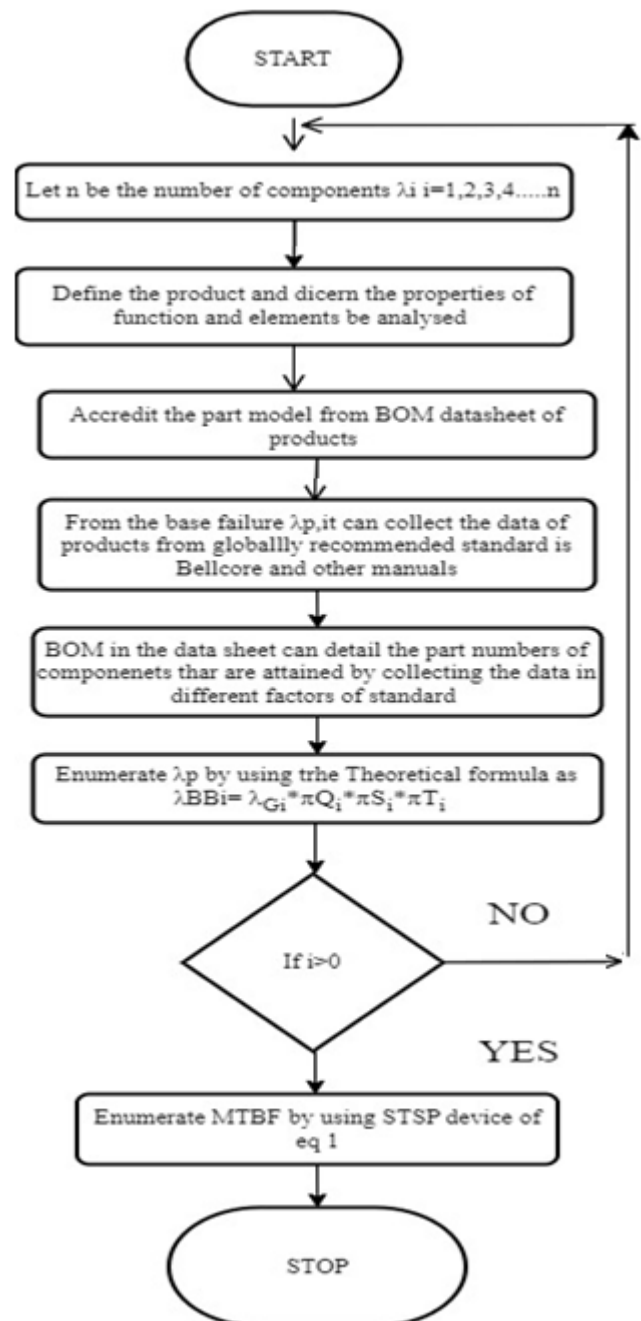 START
Let n be the number of components λi i=1,2,3,4.....n
Define the product and dicern the properties of
function and elements be analysed
Accredit the part model from BOM datasheet of
products
From the base failure λp,it can collect the data of
products from globallly recommended standard is
Bellcore and other manuals
BOM in the data sheet can detail the part numbers of
componenets thar are attained by collecting the data in
different factors of standard
Enumerate λp by using trhe Theoretical formula as
λBBi= λGi*πQi*πSi*πTi
If i>0
NO
YES
Enumerate MTBF by using STSP device of
eq 1
STOP